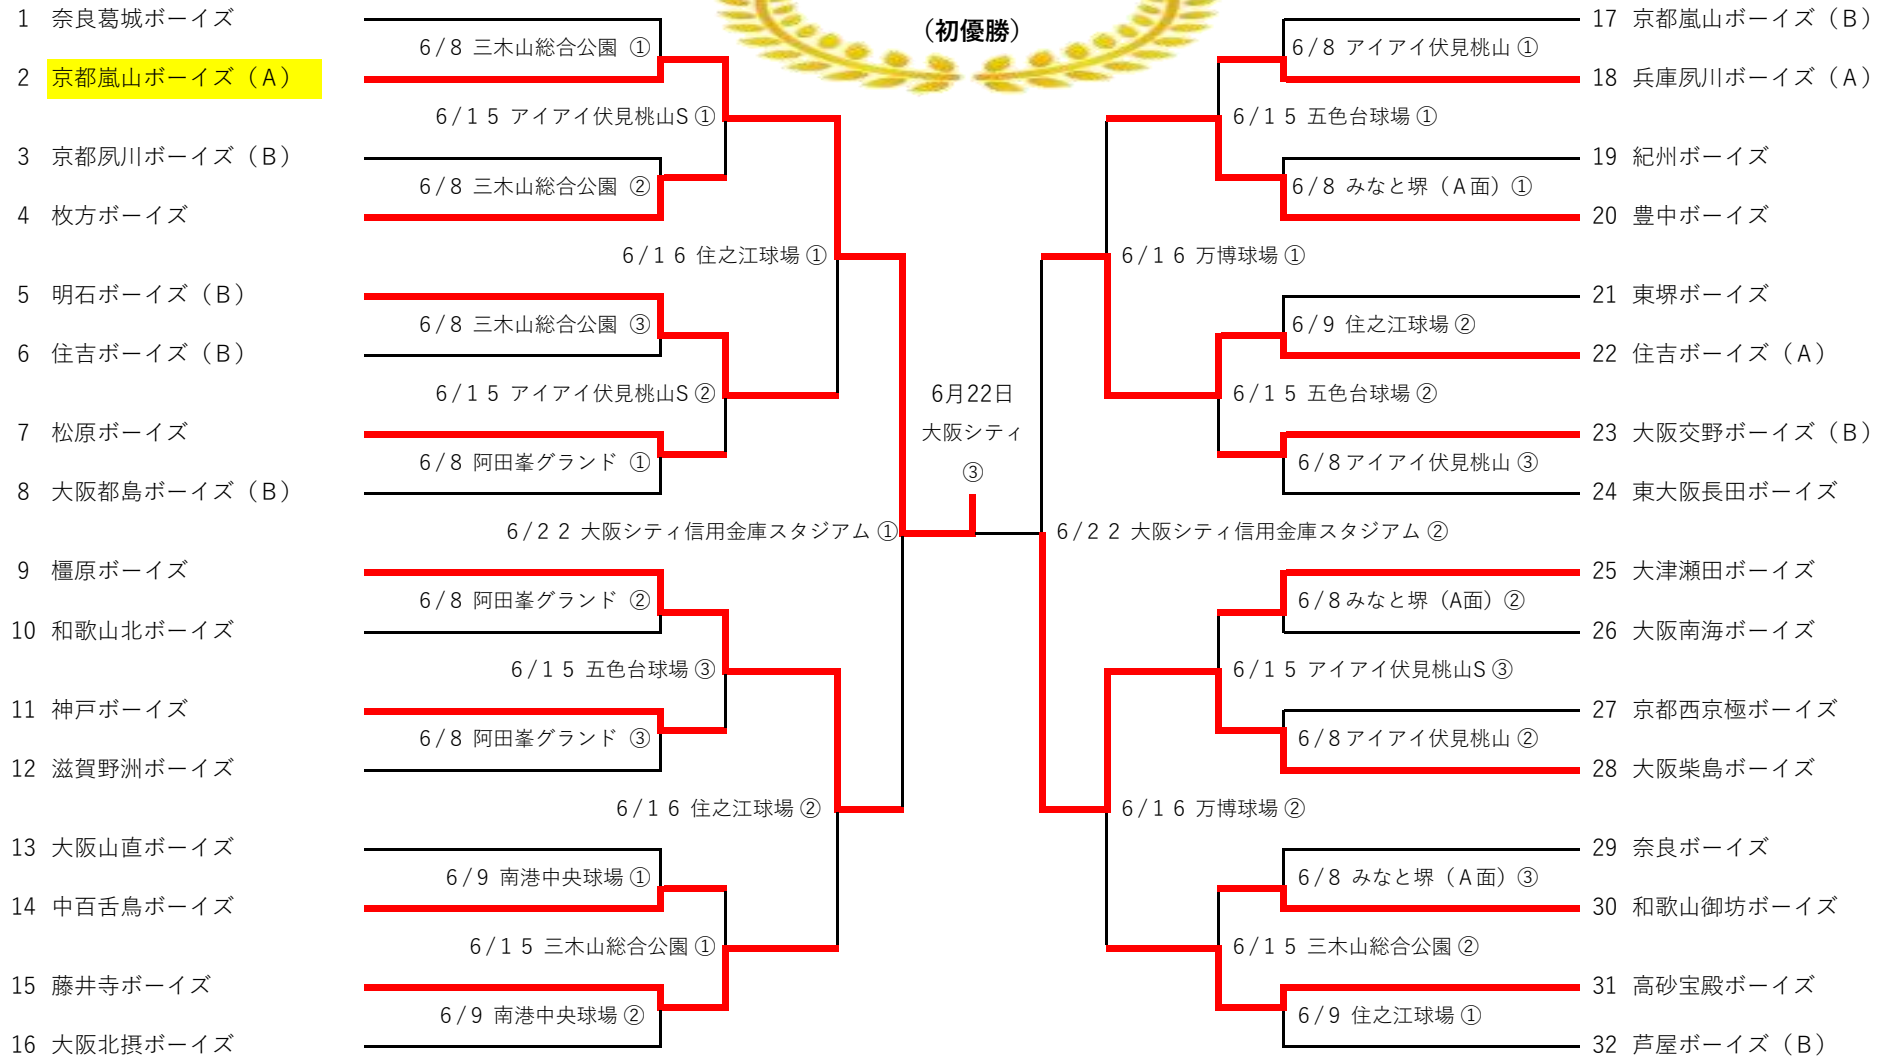 （初優勝）
1 奈良葛城ボーイズ
6/8 三木山総合公園 ①
2 京都嵐山ボーイズ（A）
6/15 アイアイ伏見桃山S ①
3 京都夙川ボーイズ（B）
6/8 三木山総合公園 ②
4 枚方ボーイズ
6/16 住之江球場 ①
5 明石ボーイズ（B）
6/8 三木山総合公園 ③
6 住吉ボーイズ（B）
6/15 アイアイ伏見桃山S ②
7 松原ボーイズ
6/8 阿田峯グランド ①
8 大阪都島ボーイズ（B）
6/22 大阪シティ信用金庫スタジアム ①
9 橿原ボーイズ
6/8 阿田峯グランド ②
10 和歌山北ボーイズ
6/15 五色台球場 ③
11 神戸ボーイズ
6/8 阿田峯グランド ③
12 滋賀野洲ボーイズ
6/16 住之江球場 ②
13 大阪山直ボーイズ
6/9 南港中央球場 ①
14 中百舌鳥ボーイズ
6/15 三木山総合公園 ①
15 藤井寺ボーイズ
6/9 南港中央球場 ②
16 大阪北摂ボーイズ
6月22日
大阪シティ
③
17 京都嵐山ボーイズ（B）
6/8 アイアイ伏見桃山 ①
18 兵庫夙川ボーイズ（A）
6/15 五色台球場 ①
19 紀州ボーイズ
6/8 みなと堺（A面）①
20 豊中ボーイズ
6/16 万博球場 ①
21 東堺ボーイズ
6/9 住之江球場 ②
22 住吉ボーイズ（A）
6/15 五色台球場 ②
23 大阪交野ボーイズ（B）
6/8アイアイ伏見桃山 ③
24 東大阪長田ボーイズ
6/22 大阪シティ信用金庫スタジアム ②
25 大津瀬田ボーイズ
6/8みなと堺（A面）②
26 大阪南海ボーイズ
6/15 アイアイ伏見桃山S ③
27 京都西京極ボーイズ
6/8アイアイ伏見桃山 ②
28 大阪柴島ボーイズ
6/16 万博球場 ②
29 奈良ボーイズ
6/8 みなと堺（A面）③
30 和歌山御坊ボーイズ
6/15 三木山総合公園 ②
31 高砂宝殿ボーイズ
6/9 住之江球場 ①
32 芦屋ボーイズ（B）